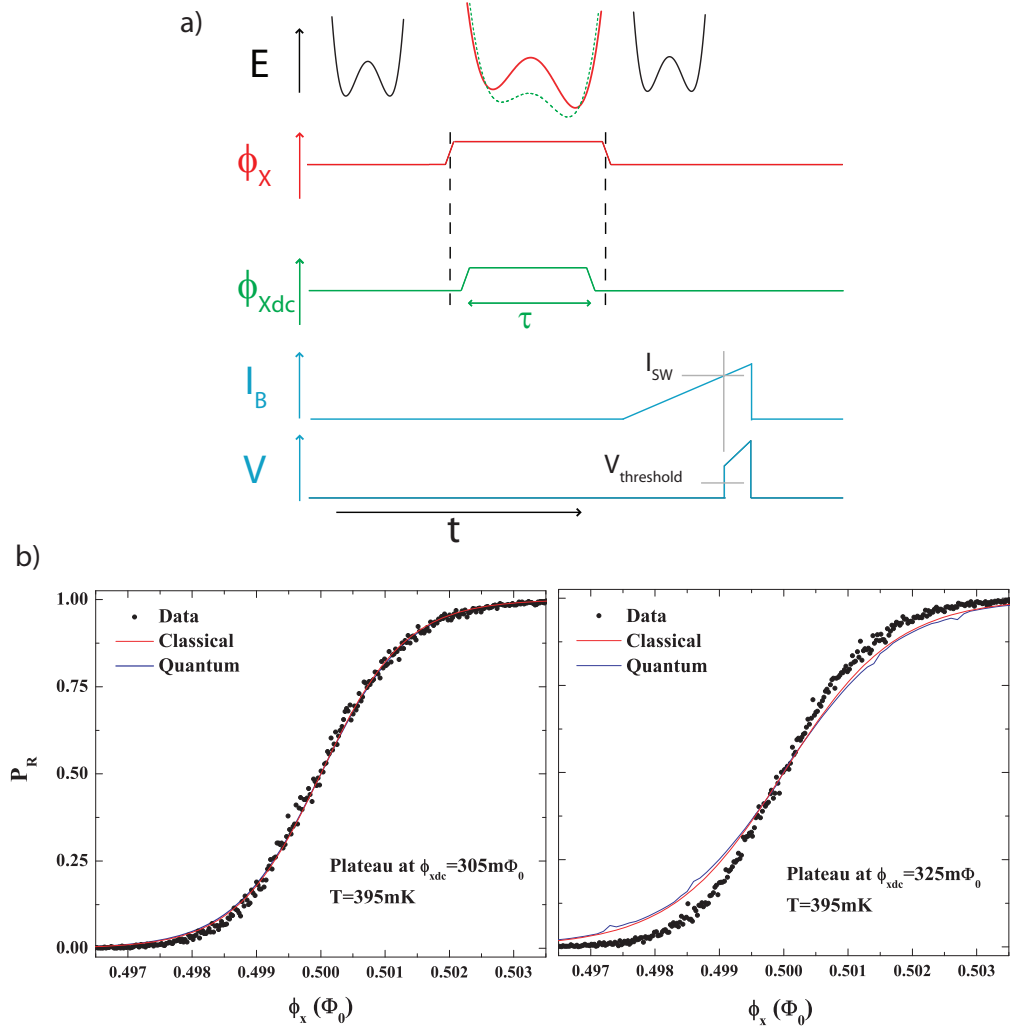 a)
E
ϕX
ϕXdc
τ
IB
ISW
V
Vthreshold
t
b)
PR
1.00
0.75
0.50
0.25
0.00
Data
Classical
Quantum
Plateau at ϕxdc=305mΦ0
T=395mK
0.497 0.498 0.499 0.500 0.501 0.502 0.503
ϕx (Φ0)
Data
Classical
Quantum
Plateau at ϕxdc=325mΦ0
T=395mK
0.497 0.498 0.499 0.500 0.501 0.502 0.503
ϕx (Φ0)